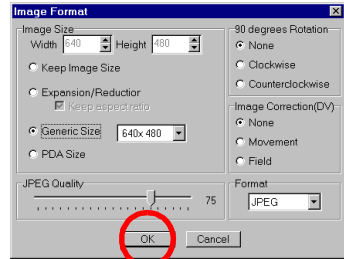 Image Format
Image Size
Width 640 Height 480
Keep Image Size
Expansion/Reductior
Keep aspect ratio
Generic Size 640x 480
PDA Size
90 degrees Rotation
None
Clockwise
Counterclockwise
Image Correction(DV)
None
Movement
Field
JPEG Quality
75
Format
JPEG
OK Cancel